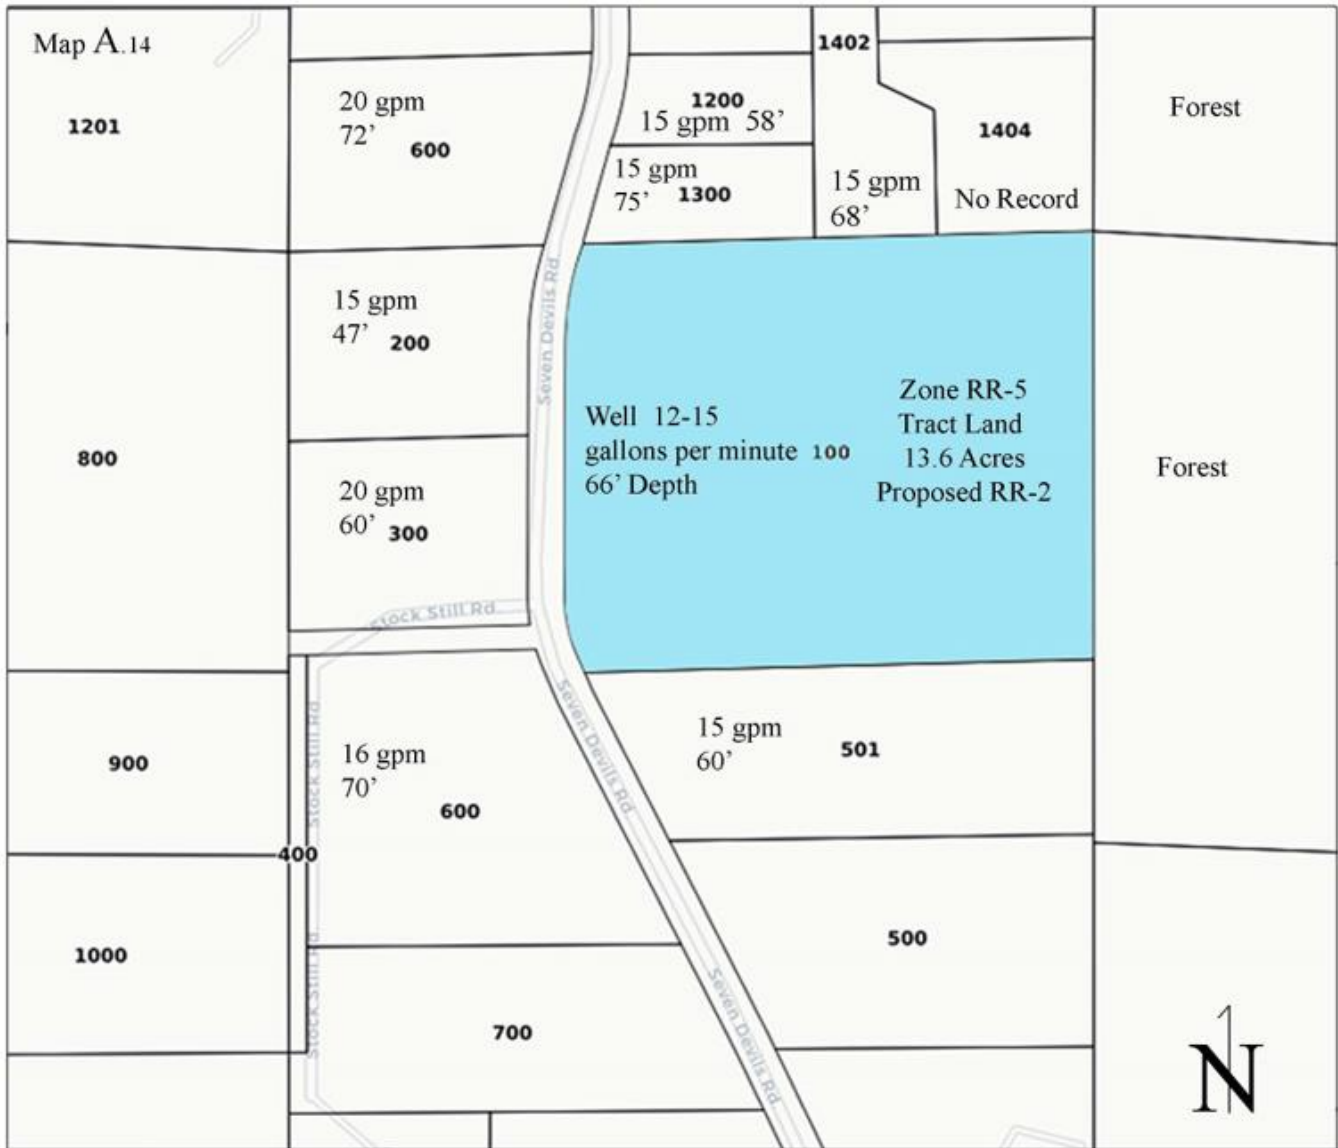 Map A.14
1201
20 gpm
72’
600
1200
15 gpm 58’
15 gpm
75’ 1300
1402
15 gpm
68’
1404
No Record
Forest
800
15 gpm
47’ 200
Seven Devils Rd
20 gpm
60’ 300
Stock Still Rd
Well 12-15
gallons per minute 100
66’ Depth
Zone RR-5
Tract Land
13.6 Acres
Proposed RR-2
Forest
900
400
1000
Stock Still Rd
Stock Still Rd
16 gpm
70’
600
700
Seven Devils Rd
Seven Devils Rd
15 gpm
60’
501
500
N